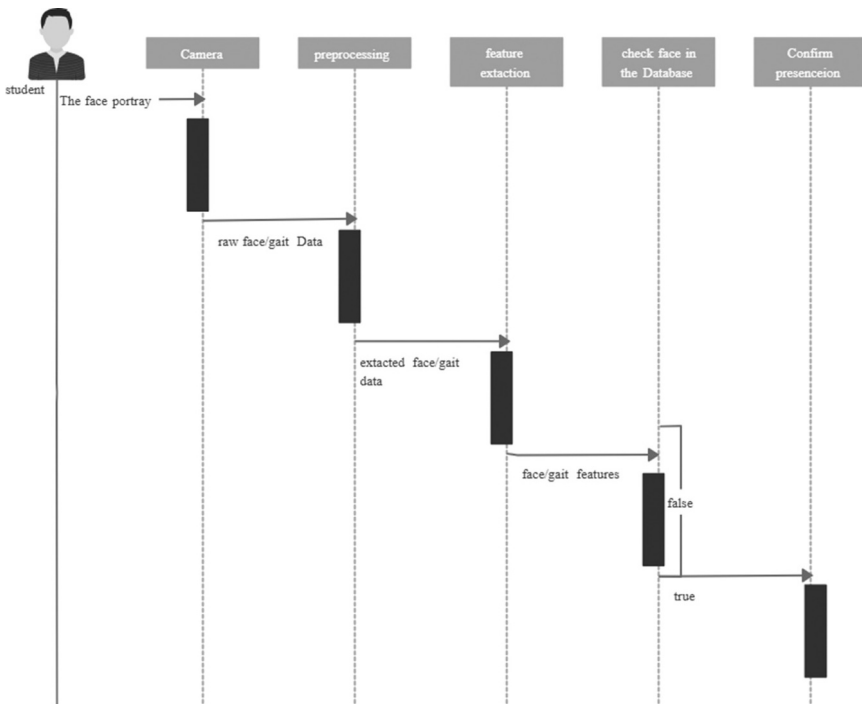 Camera
preprocessing
feature
extaction
check face in
the Database
Confirm
presenceion
student
The face portray
raw face/gait Data
extacted face/gait
data
face/gait features
false
true